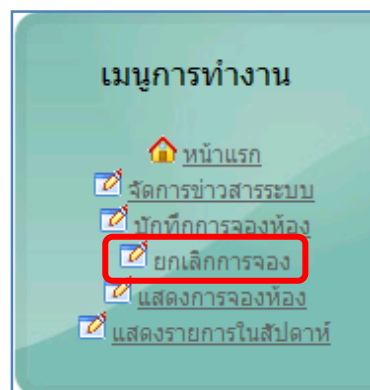 เมนูการทำงาน
หน้าแรก
จัดการข่าวสารระบบ
บันทึกการจองห้อง
ยกเลิกการจอง
แสดงการจองห้อง
แสดงรายการในสัปดาห์